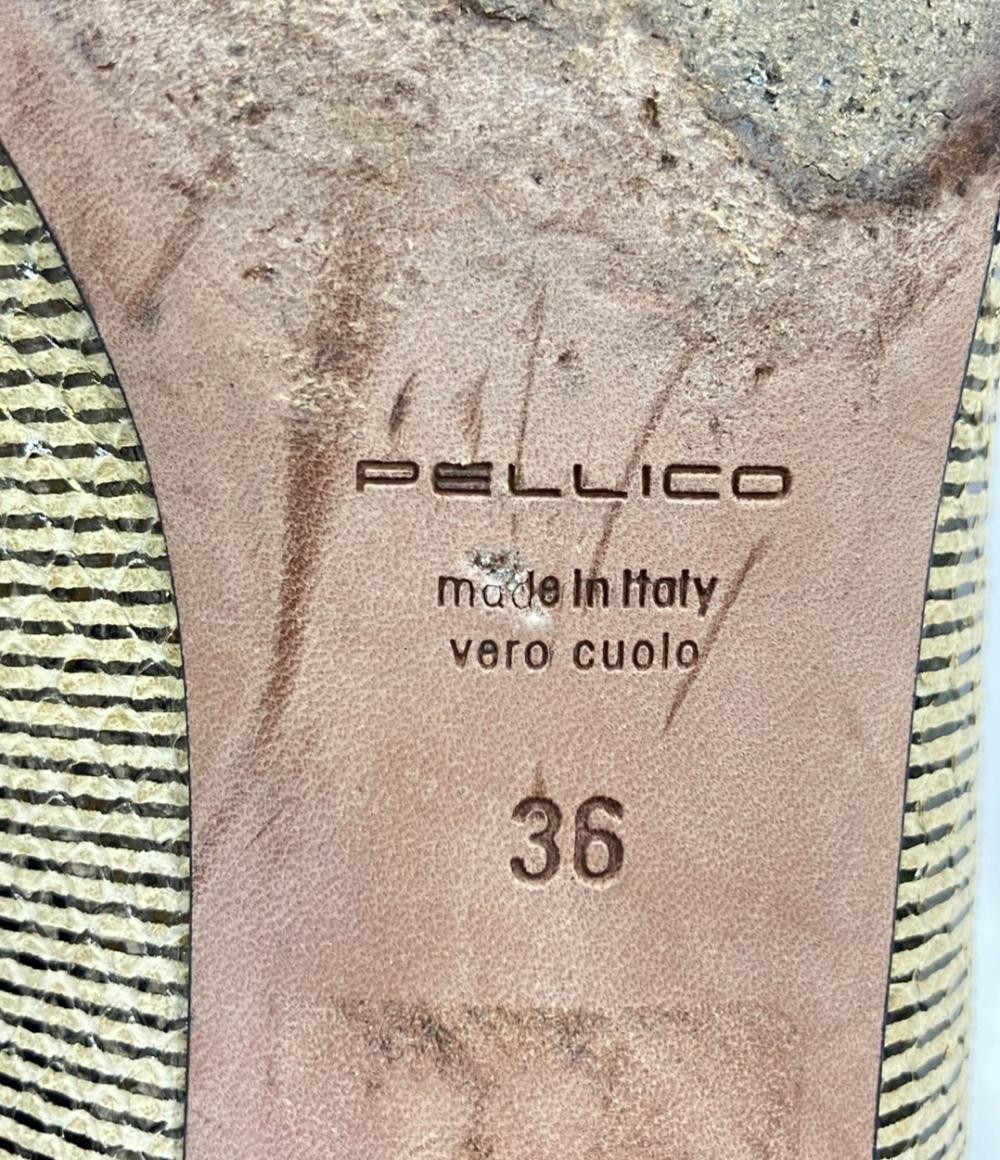 PELLICO
made in Italy
vero cuoio
36